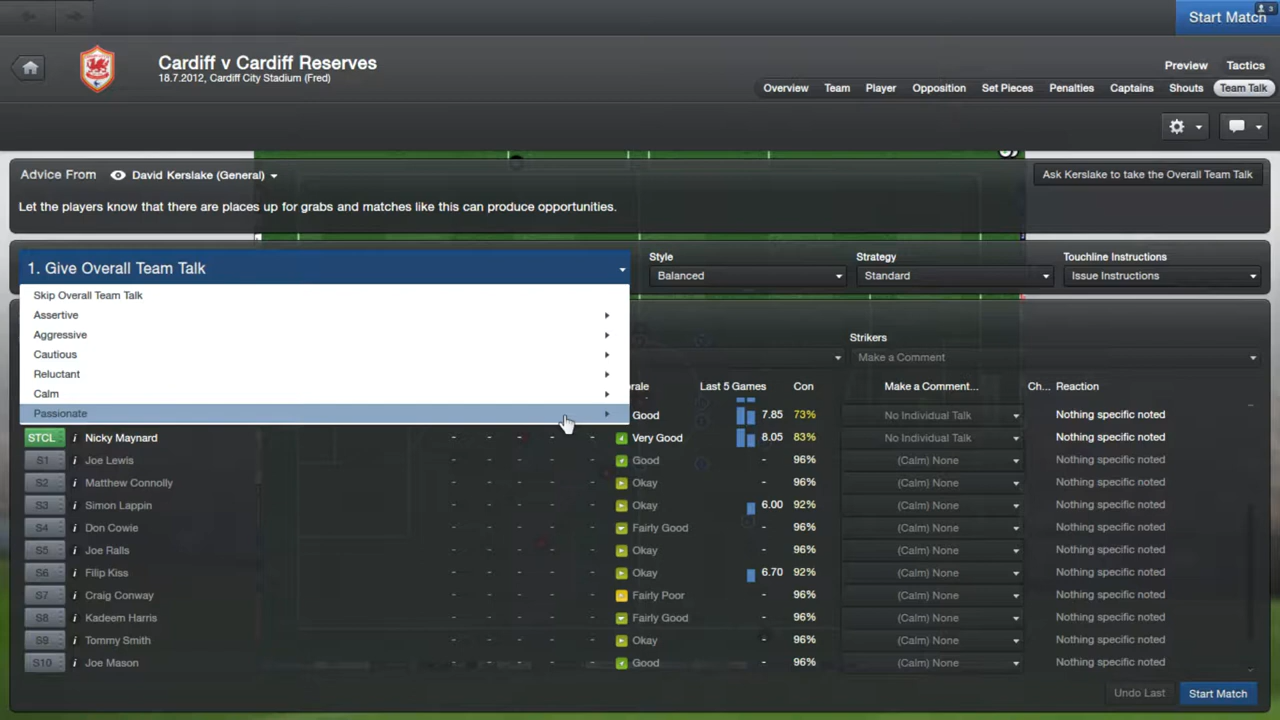 3
Start Match
Cardiff v Cardiff Reserves
18.7.2012, Cardiff City Stadium (Fred)
Preview Tactics
Overview Team Player Opposition Set Pieces Penalties Captains Shouts Team Talk
Advice From David Kerslake (General)
Ask Kerslake to take the Overall Team Talk
Let the players know that there are places up for grabs and matches like this can produce opportunities.
1. Give Overall Team Talk
Style Strategy Touchline Instructions
Balanced Standard Issue Instructions
Skip Overall Team Talk
Assertive
Aggressive
Cautious
Reluctant
Calm
Passionate
Strikers
Make a Comment
rale Last 5 Games Con Make a Comment... Ch... Reaction
Good 7.85 73% No Individual Talk Nothing specific noted
STCL i Nicky Maynard - - - - - Very Good 8.05 83% No Individual Talk Nothing specific noted
S1 i Joe Lewis - - - - - Good - 96% (Calm) None Nothing specific noted
S2 i Matthew Connolly - - - - - Okay - 96% (Calm) None Nothing specific noted
S3 i Simon Lappin - - - - - Okay 6.00 92% (Calm) None Nothing specific noted
S4 i Don Cowie - - - - - Fairly Good - 96% (Calm) None Nothing specific noted
S5 i Joe Ralls - - - - - Okay - 96% (Calm) None Nothing specific noted
S6 i Filip Kiss - - - - - Okay 6.70 92% (Calm) None Nothing specific noted
S7 i Craig Conway - - - - - Fairly Poor - 96% (Calm) None Nothing specific noted
S8 i Kadeem Harris - - - - - Fairly Good - 96% (Calm) None Nothing specific noted
S9 i Tommy Smith - - - - - Okay - 96% (Calm) None Nothing specific noted
S10 i Joe Mason - - - - - Good - 96% (Calm) None Nothing specific noted
Undo Last Start Match